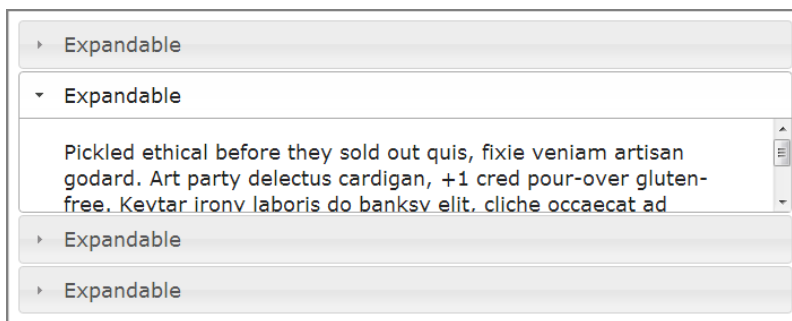 Expandable
Expandable
Pickled ethical before they sold out quis, fixie veniam artisan
godard. Art party delectus cardigan, +1 cred pour-over gluten-
free. Keytar irony laboris do banksy elit, cliche occaecat ad
Expandable
Expandable